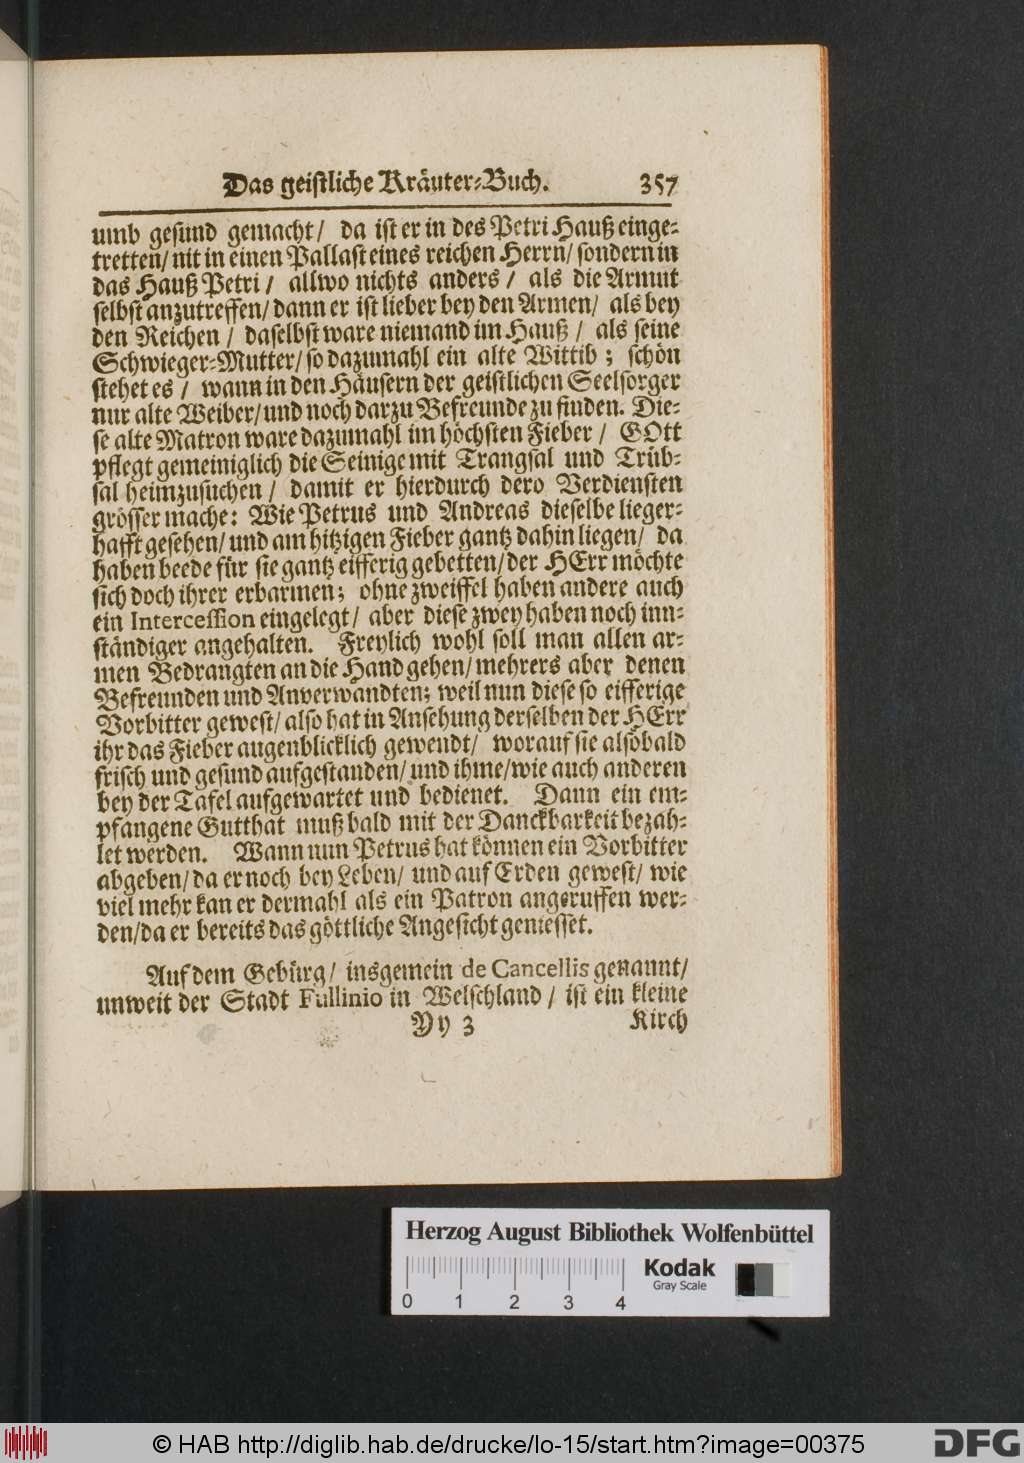 Das geistliche Kräuter-Buch. 357
umb gesund gemacht/ da ist er in des Petri Hauß einge-
tretten/ nit in einen Pallast eines reichen Herrn/ sondern in
das Hauß Petri/ allwo nichts anders/ als die Armut
selbst anzutreffen/ dann er ist lieber bey den Armen/ als bey
den Reichen/ daselbst ware niemand im Hauß/ als seine
Schwieger-Mutter/ so dazumahl ein alte Wittib; schön
stehet es/ wann in den Häusern der geistlichen Seelsorger
nur alte Weiber/ und noch darzu Befreunde zu finden. Die-
se alte Matron ware dazumahl im höchsten Fieber/ GOtt
pflegt gemeiniglich die Seinige mit Trangsal und Trüb-
sal heimzusuchen/ damit er hierdurch dero Verdiensten
grösser mache: Wie Petrus und Andreas dieselbe lieger-
hafft gesehen/ und am hitzigen Fieber gantz dahin liegen/ da
haben beede für sie gantz eifferig gebetten/ der HErr möchte
sich doch ihrer erbarmen; ohne zweiffel haben andere auch
ein Intercession eingelegt/ aber diese zwey haben noch inn-
ständiger angehalten. Freylich wohl soll man allen ar-
men Bedrangten an die Hand gehen/ mehrers aber denen
Befreunden und Anverwandten; weil nun diese so eifferige
Vorbitter gewest/ also hat in Ansehung derselben der HErr
ihr das Fieber augenblicklich gewendt/ worauf sie alsobald
frisch und gesund aufgestanden/ und ihme/ wie auch anderen
bey der Tafel aufgewartet und bedienet. Dann ein em-
pfangene Gutthat muß bald mit der Danckbarkeit bezah-
let werden. Wann nun Petrus hat können ein Vorbitter
abgeben/ da er noch bey Leben/ und auf Erden gewest/ wie
viel mehr kan er dermahl als ein Patron angeruffen wer-
den/ da er bereits das göttliche Angesicht geniesset.
Auf dem Gebürg/ insgemein de Cancellis genannt/
unweit der Stadt Fullinio in Welschland/ ist ein kleine
Yy 3 Kirch
Herzog August Bibliothek Wolfenbüttel
Kodak
Gray Scale
0 1 2 3 4
© HAB http://diglib.hab.de/drucke/lo-15/start.htm?image=00375
DFG